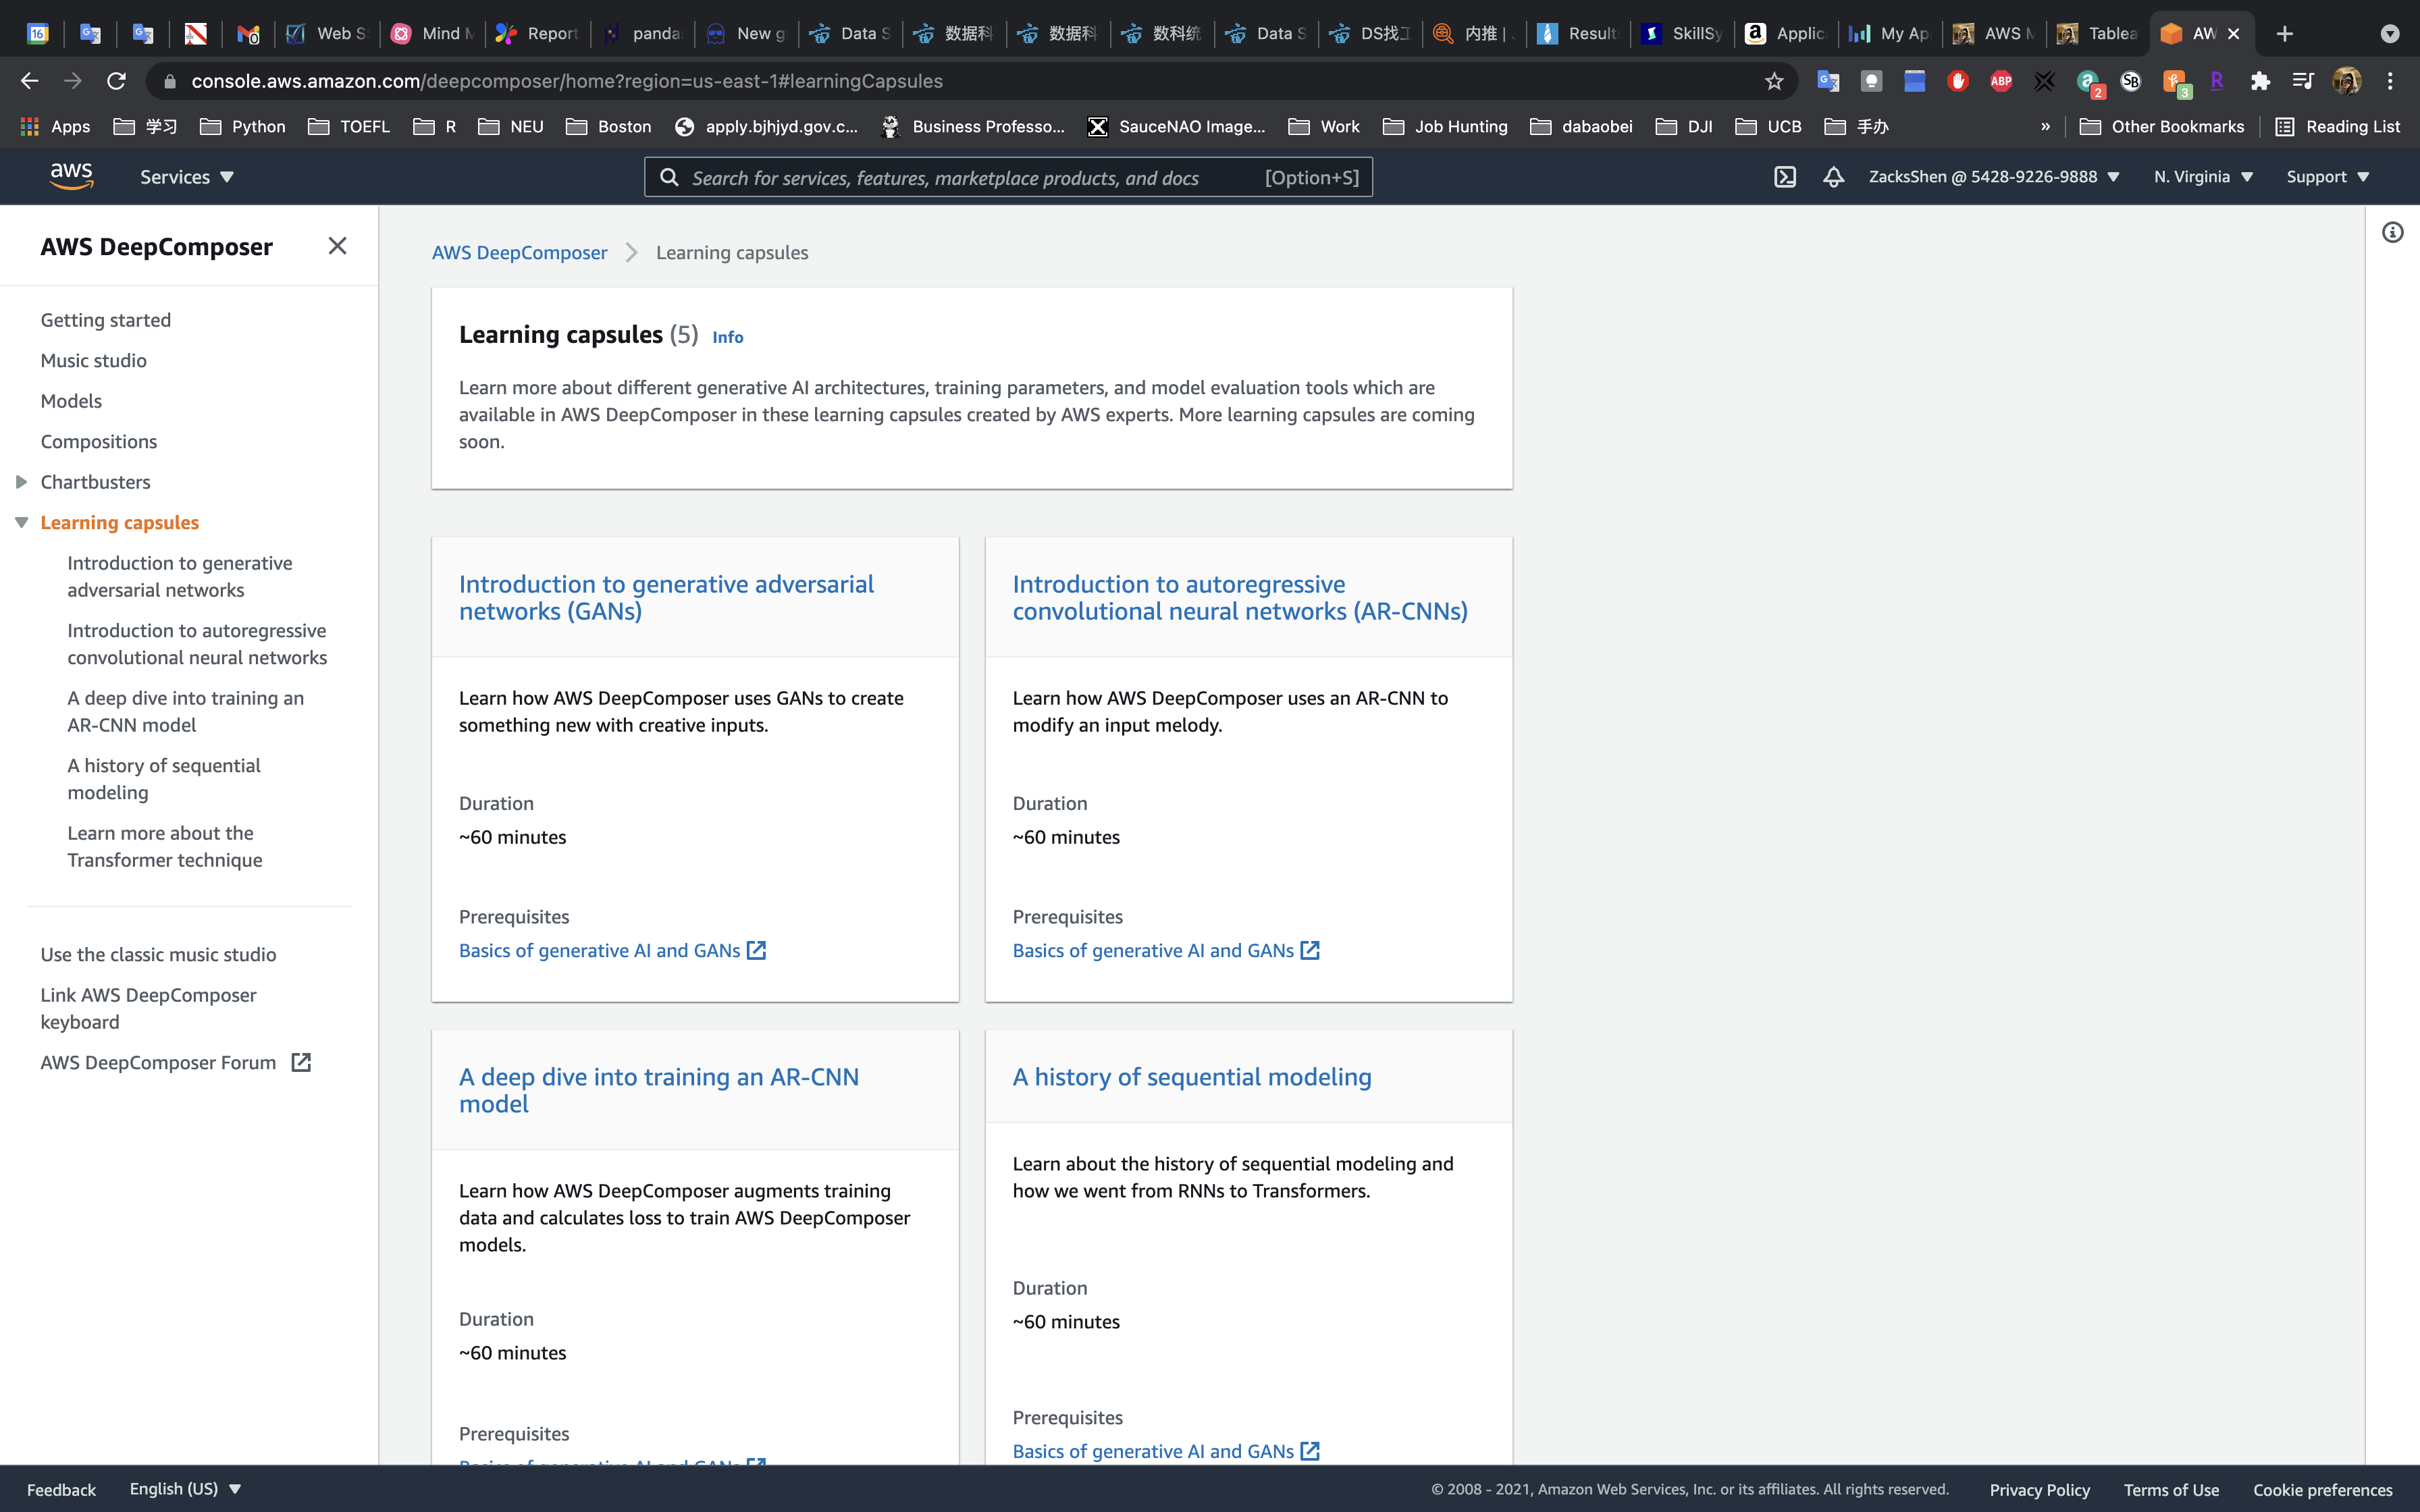 16
0
Web S
Mind M
Report
panda
New g
Data S
数据科
数据科
数科统
Data S
DS找工
内推 |
Result
SkillSy
Applic
My Ap
AWS M
Tablea
AW
console.aws.amazon.com/deepcomposer/home?region=us-east-1#learningCapsules
ABP
2
SB
3
R
Apps
学习
Python
TOEFL
R
NEU
Boston
apply.bjhjyd.gov.c...
Business Professo...
SauceNAO Image...
Work
Job Hunting
dabaobei
DJI
UCB
手办
»
Other Bookmarks
Reading List
aws
Services
Search for services, features, marketplace products, and docs
[Option+S]
ZacksShen @ 5428-9226-9888
N. Virginia
Support
AWS DeepComposer
Getting started
Music studio
Models
Compositions
Chartbusters
Learning capsules
Introduction to generative
adversarial networks
Introduction to autoregressive
convolutional neural networks
A deep dive into training an
AR-CNN model
A history of sequential
modeling
Learn more about the
Transformer technique
Use the classic music studio
Link AWS DeepComposer
keyboard
AWS DeepComposer Forum
AWS DeepComposer
Learning capsules
Learning capsules (5) Info
Learn more about different generative AI architectures, training parameters, and model evaluation tools which are
available in AWS DeepComposer in these learning capsules created by AWS experts. More learning capsules are coming
soon.
Introduction to generative adversarial
networks (GANs)
Learn how AWS DeepComposer uses GANs to create
something new with creative inputs.
Duration
~60 minutes
Prerequisites
Basics of generative AI and GANs
Introduction to autoregressive
convolutional neural networks (AR-CNNs)
Learn how AWS DeepComposer uses an AR-CNN to
modify an input melody.
Duration
~60 minutes
Prerequisites
Basics of generative AI and GANs
A deep dive into training an AR-CNN
model
Learn how AWS DeepComposer augments training
data and calculates loss to train AWS DeepComposer
models.
Duration
~60 minutes
Prerequisites
Basics of generative AI and GANs
A history of sequential modeling
Learn about the history of sequential modeling and
how we went from RNNs to Transformers.
Duration
~60 minutes
Prerequisites
Basics of generative AI and GANs
Feedback
English (US)
© 2008 - 2021, Amazon Web Services, Inc. or its affiliates. All rights reserved.
Privacy Policy
Terms of Use
Cookie preferences